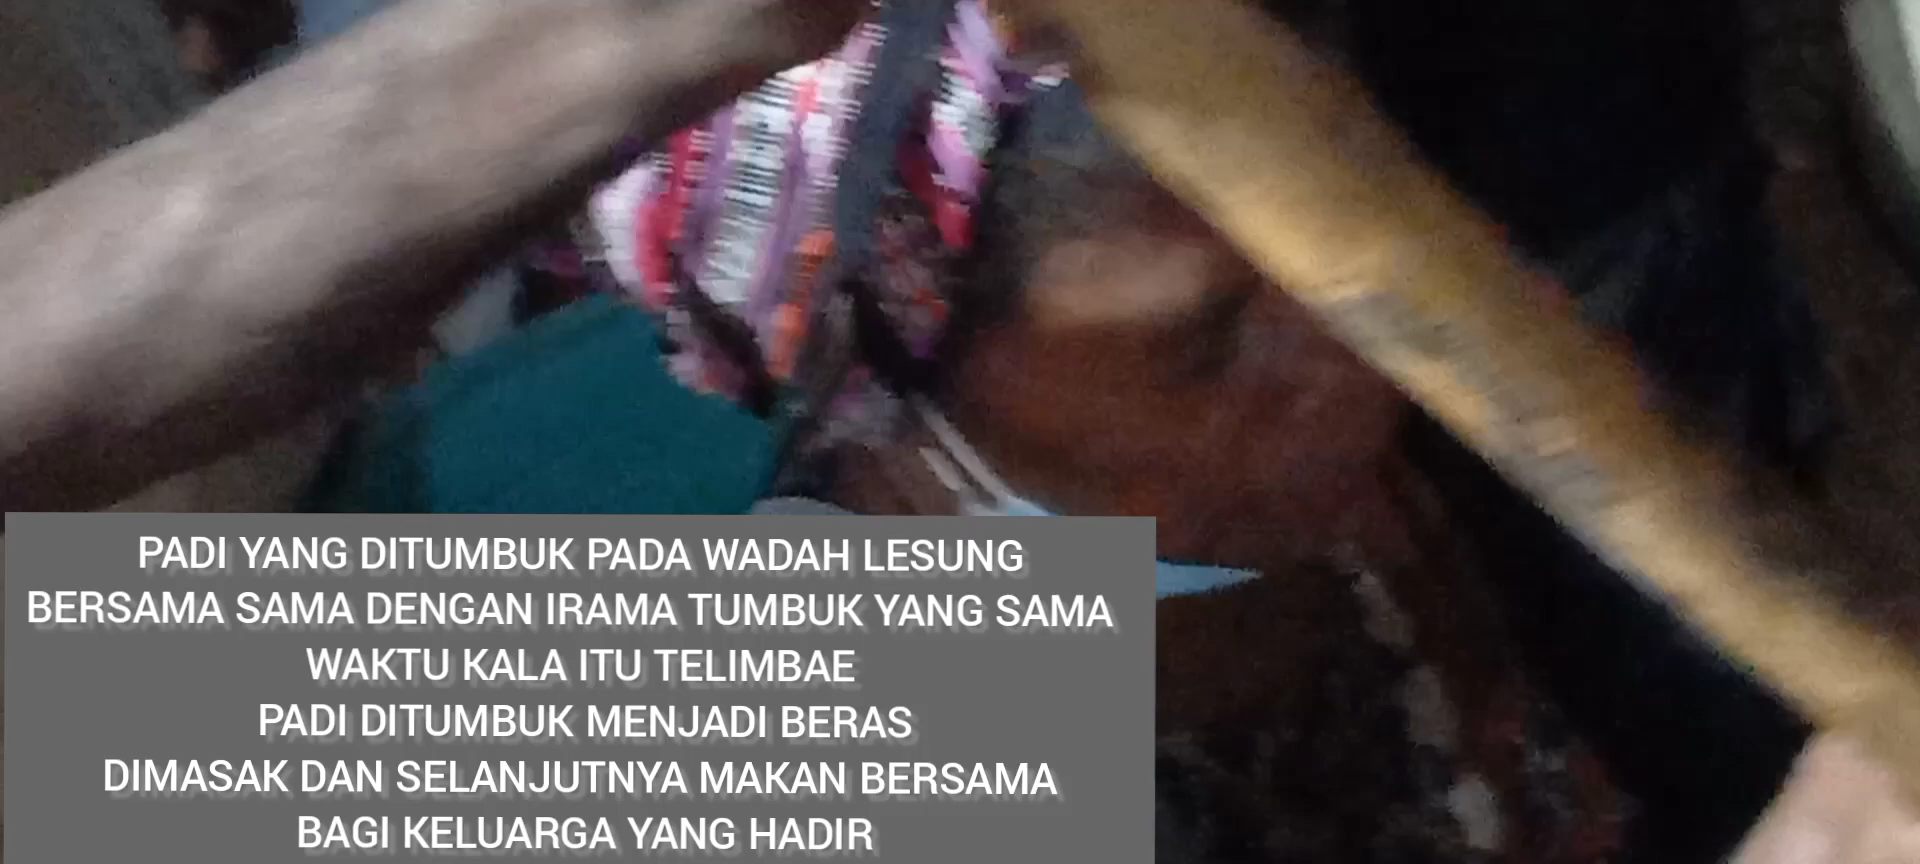 PADI YANG DITUMBUK PADA WADAH LESUNG
BERSAMA SAMA DENGAN IRAMA TUMBUK YANG SAMA
WAKTU KALA ITU TELIMBAE
PADI DITUMBUK MENJADI BERAS
DIMASAK DAN SELANJUTNYA MAKAN BERSAMA
BAGI KELUARGA YANG HADIR